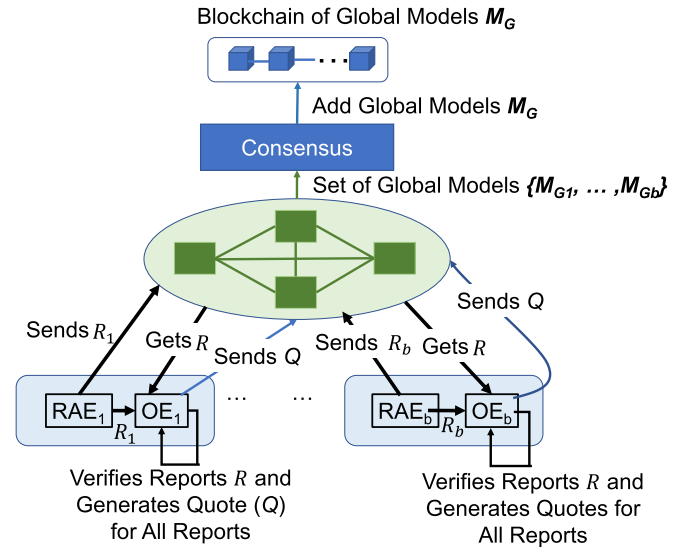 Blockchain of Global Models M_G
...
Add Global Models M_G
Consensus
Set of Global Models {M_G1, ... ,M_Gb}
Sends R_1
Gets R
Sends Q
Sends R_b
Gets R
Sends Q
RAE_1
R_1
OE_1
... ...
RAE_b
R_b
OE_b
Verifies Reports R and
Generates Quote (Q)
for All Reports
Verifies Reports R and
Generates Quotes for
All Reports